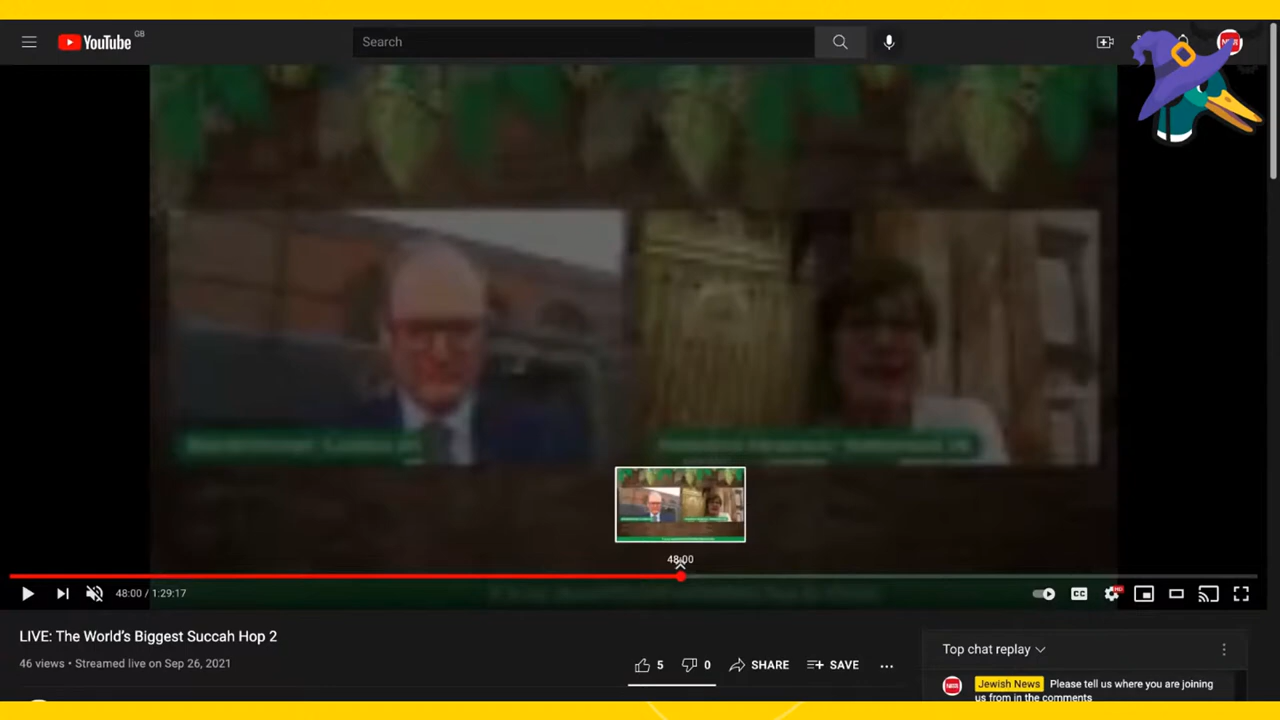 YouTube GB
Search
48:00
48:00 / 1:29:17
CC
HD
LIVE: The World's Biggest Succah Hop 2
46 views • Streamed live on Sep 26, 2021
5
0
SHARE
SAVE
Top chat replay
Jewish News Please tell us where you are joining
us from in the comments